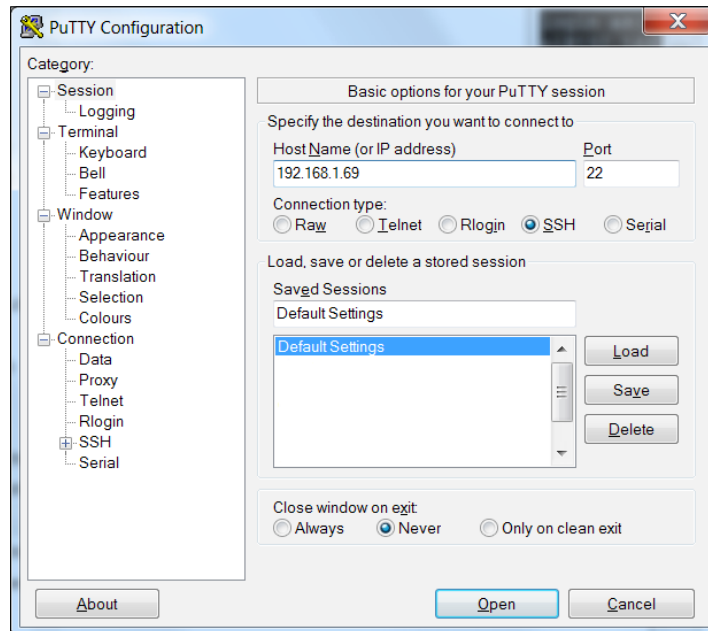 PuTTY Configuration
X
Category:
Session
Logging
Terminal
Keyboard
Bell
Features
Window
Appearance
Behaviour
Translation
Selection
Colours
Connection
Data
Proxy
Telnet
Rlogin
SSH
Serial
Basic options for your PuTTY session
Specify the destination you want to connect to
Host Name (or IP address) Port
192.168.1.69 22
Connection type:
Raw Telnet Rlogin SSH Serial
Load, save or delete a stored session
Saved Sessions
Default Settings
Default Settings
Load
Save
Delete
Close window on exit:
Always Never Only on clean exit
About Open Cancel